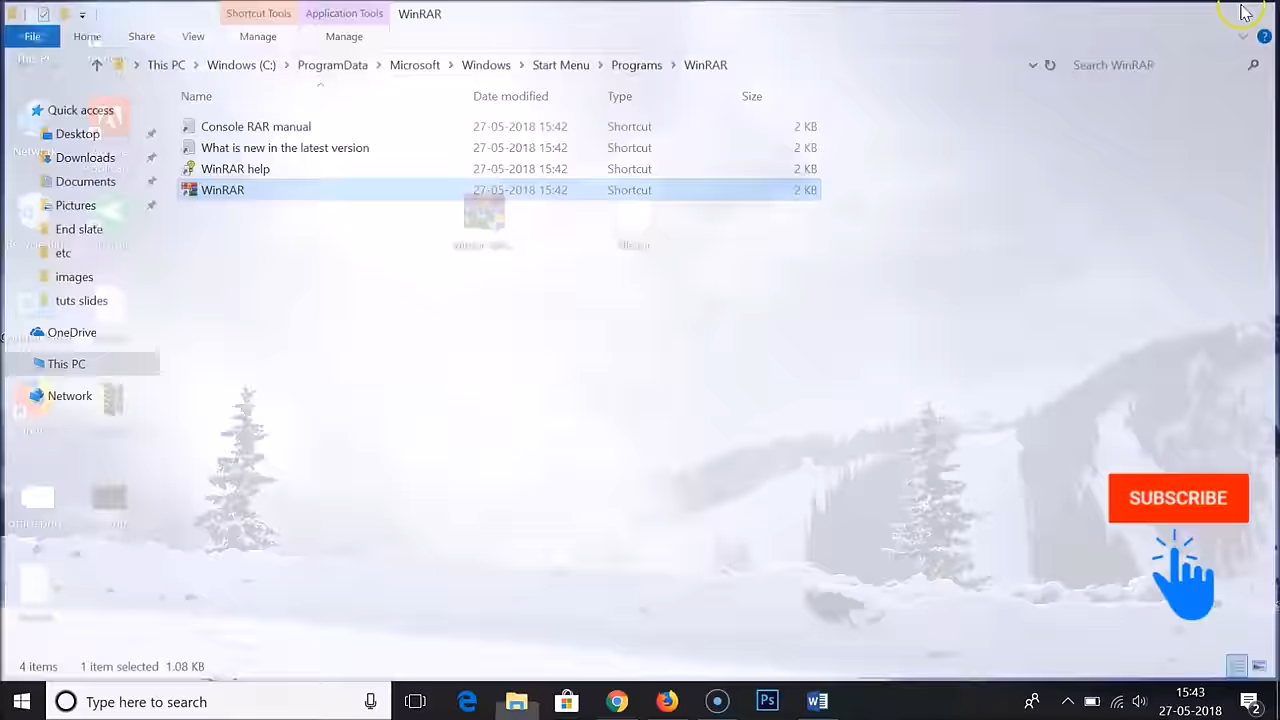 Shortcut Tools Application Tools WinRAR
File Home Share View Manage Manage
This PC Windows (C:) ProgramData Microsoft Windows Start Menu Programs WinRAR Search WinRAR
Name Date modified Type Size
Quick access
Desktop
Downloads
Documents
Pictures
End slate
etc
images
tuts slides
OneDrive
This PC
Network
Console RAR manual 27-05-2018 15:42 Shortcut 2 KB
What is new in the latest version 27-05-2018 15:42 Shortcut 2 KB
WinRAR help 27-05-2018 15:42 Shortcut 2 KB
WinRAR 27-05-2018 15:42 Shortcut 2 KB
SUBSCRIBE
4 items 1 item selected 1.08 KB
Type here to search
15:43
27-05-2018
2